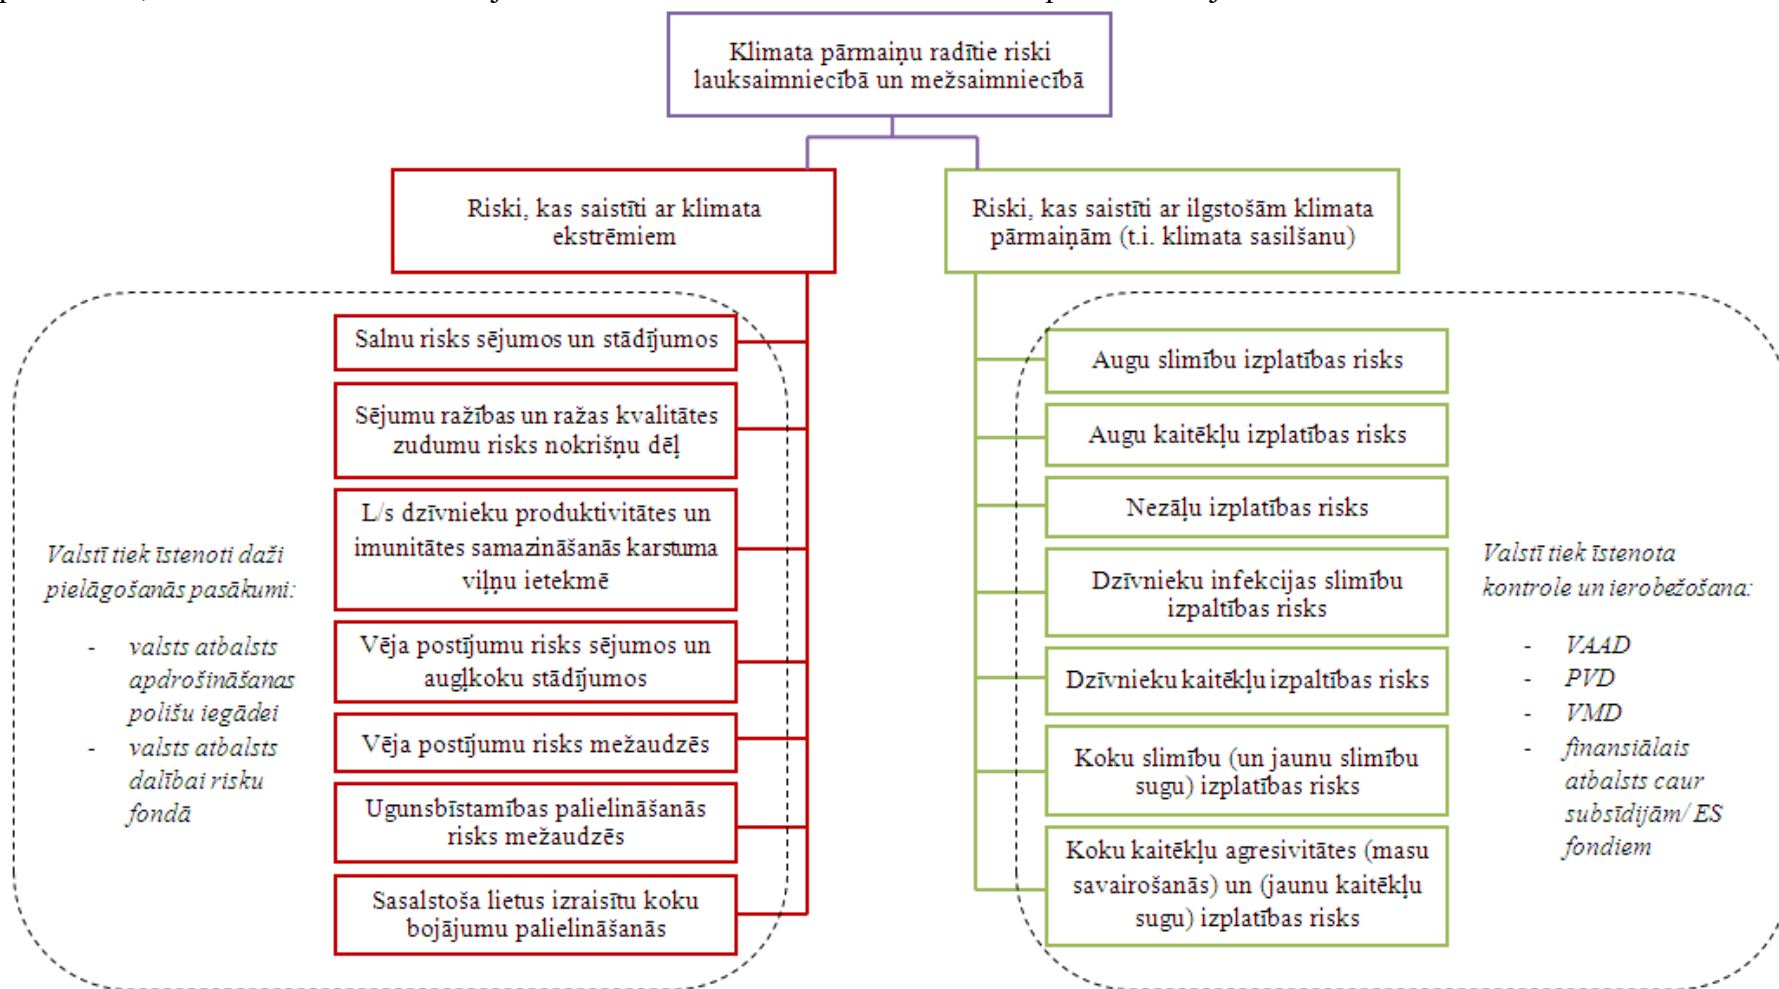 Klimata pārmaiņu radītie riski
lauksaimniecībā un mežsaimniecībā
Riski, kas saistīti ar klimata
ekstrēmiem
Salnu risks sējumos un stādījumos
Sējumu ražības un ražas kvalitātes
zudumu risks nokrišņu dēļ
L/s dzīvnieku produktivitātes un
imunitātes samazināšanās karstuma
viļņu ietekmē
Vēja postījumu risks sējumos un
augļkoku stādījumos
Vēja postījumu risks mežaudzēs
Ugunsbīstamības palielināšanās
risks mežaudzēs
Sasalstoša lietus izraisītu koku
bojājumu palielināšanās
Valstī tiek īstenoti daži
pielāgošanās pasākumi:
- valsts atbalsts
apdrošināšanas
polišu iegādei
- valsts atbalsts
dalībai risku
fondā
Riski, kas saistīti ar ilgstošām klimata
pārmaiņām (t.i. klimata sasilšanu)
Augu slimību izplatības risks
Augu kaitēkļu izplatības risks
Nezāļu izplatības risks
Dzīvnieku infekcijas slimību
izpaltības risks
Dzīvnieku kaitēkļu izpaltības risks
Koku slimību (un jaunu slimību
sugu) izplatības risks
Koku kaitēkļu agresivitātes (masu
savairošanās) un (jaunu kaitēkļu
sugu) izplatības risks
Valstī tiek īstenota
kontrole un ierobežošana:
- VAAD
- PVD
- VMD
- finansiālais
atbalsts caur
subsīdijām/ ES
fondiem